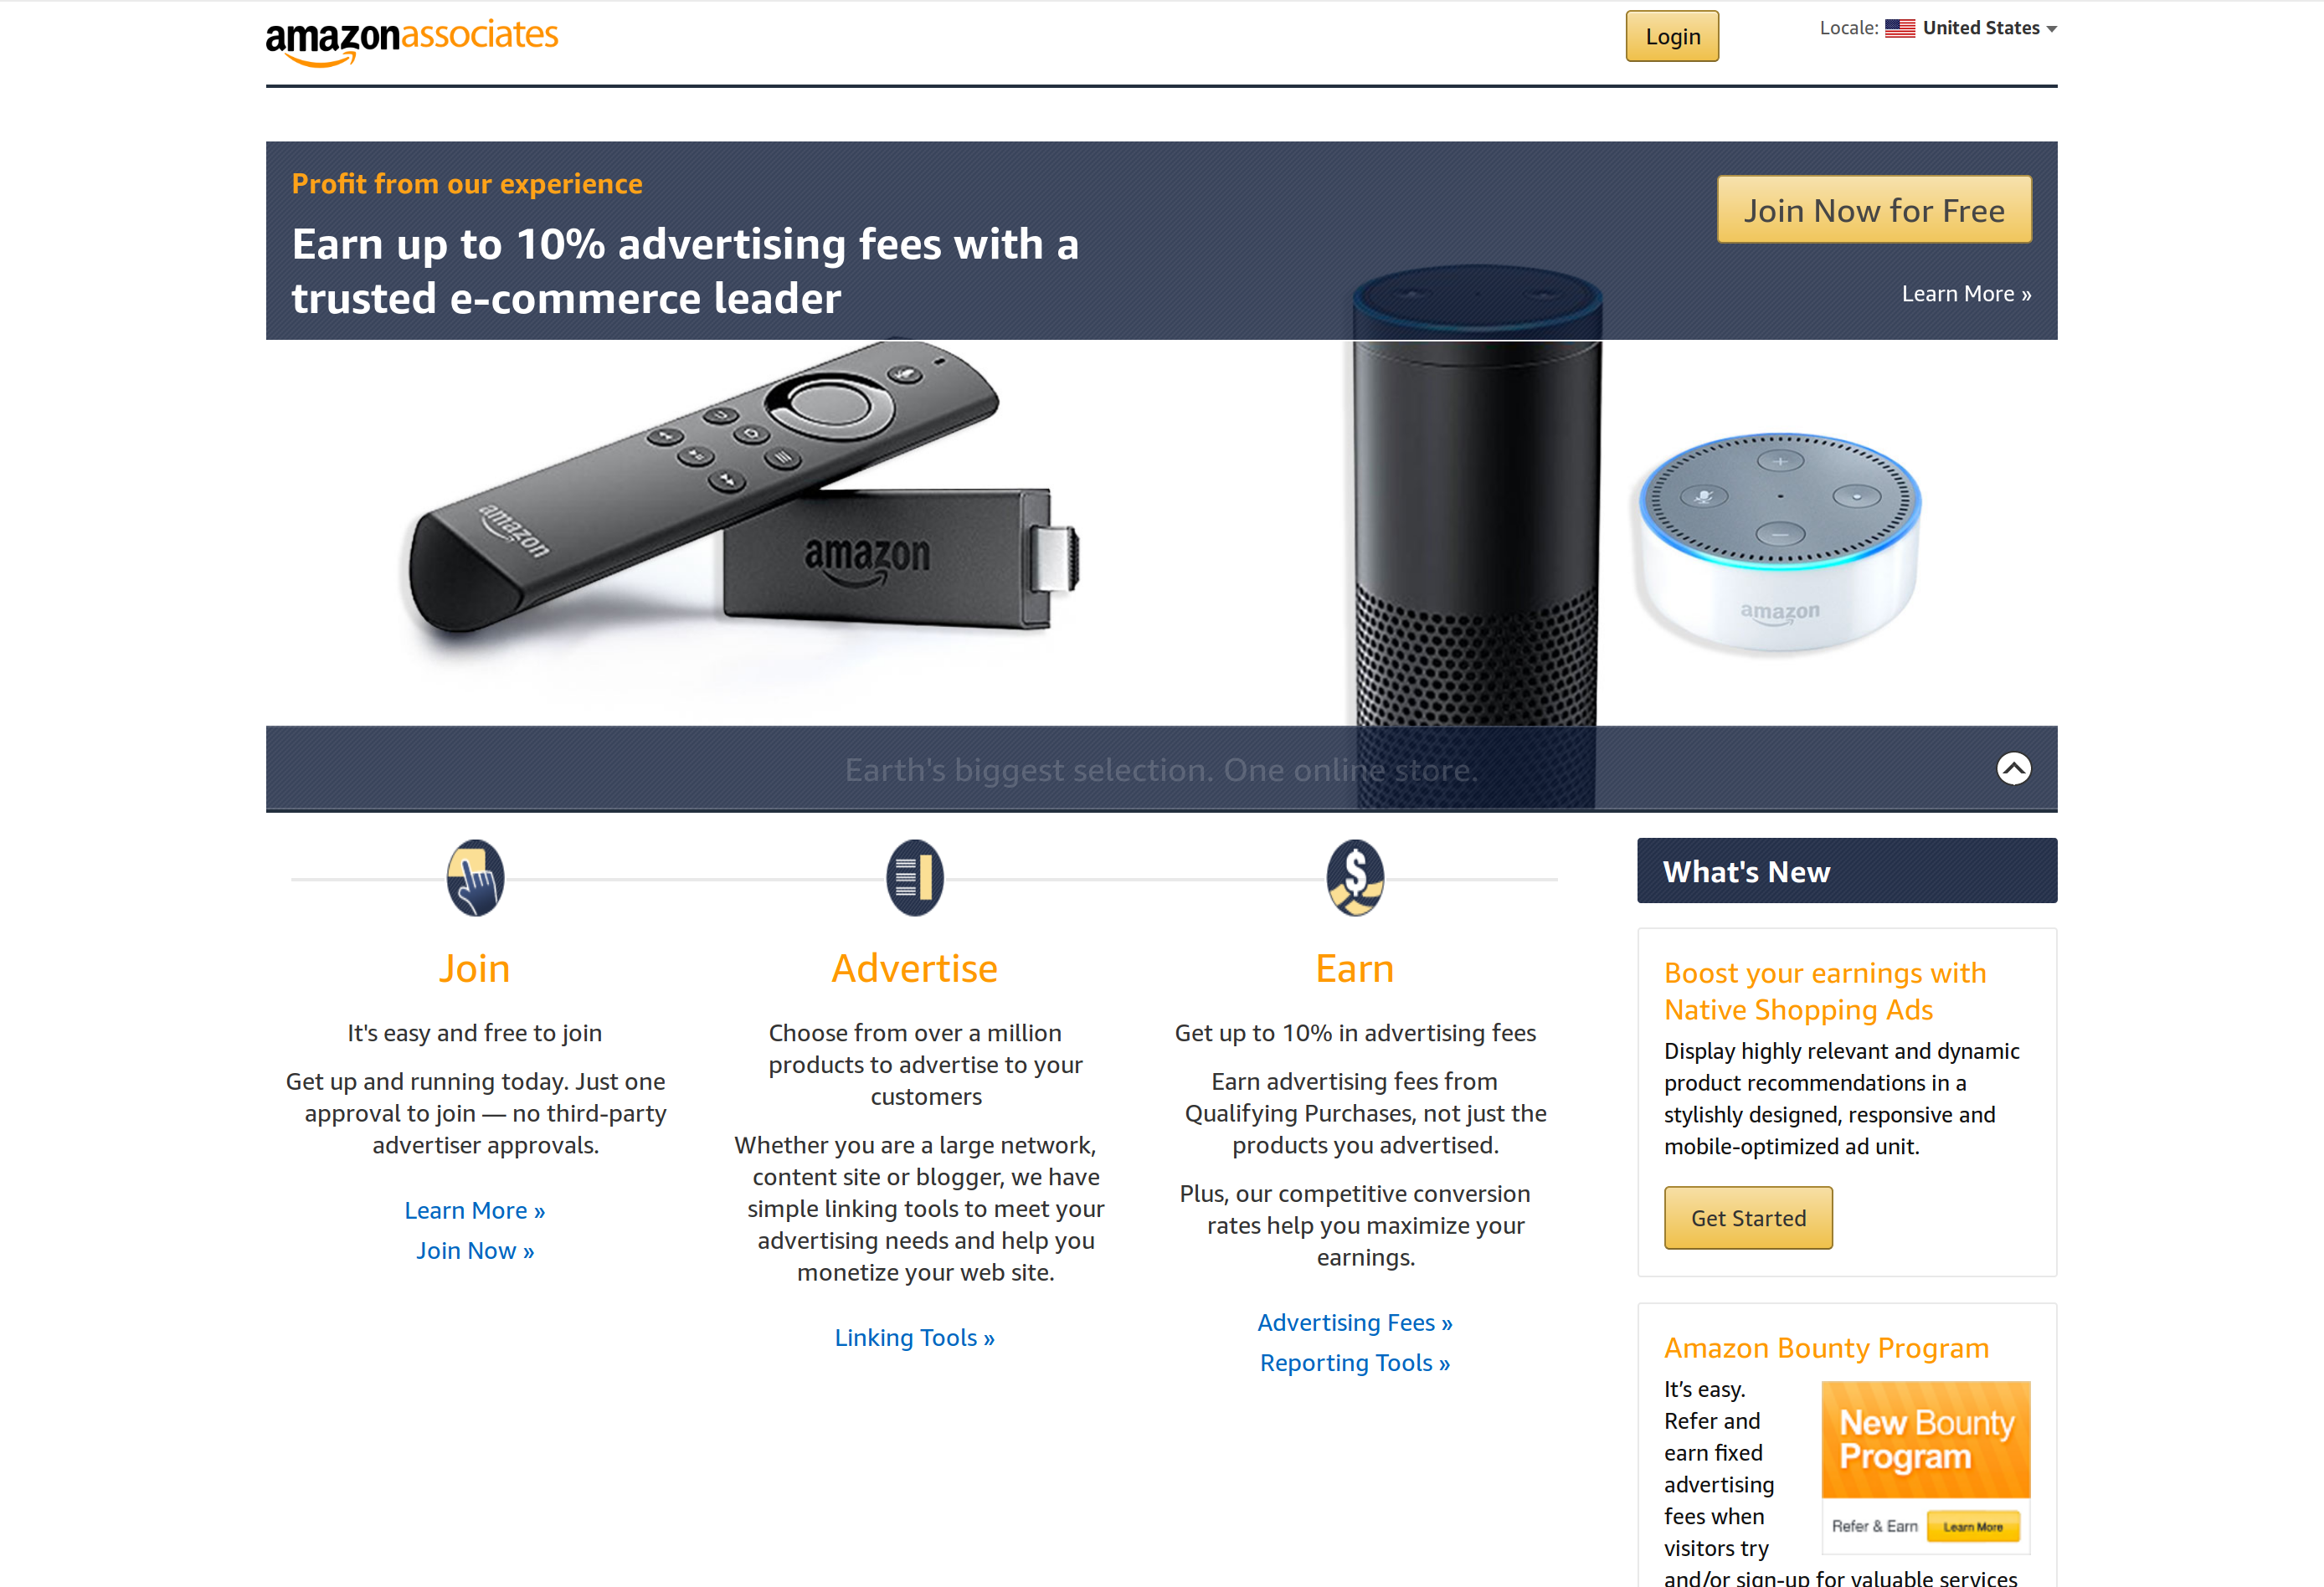 amazonassociates
Login
Locale: United States
Profit from our experience
Earn up to 10% advertising fees with a
trusted e-commerce leader
Join Now for Free
Learn More »
amazon
amazon
amazon
Earth's biggest selection. One online store.
Join
It's easy and free to join
Get up and running today. Just one
approval to join — no third-party
advertiser approvals.
Learn More »
Join Now »
Advertise
Choose from over a million
products to advertise to your
customers
Whether you are a large network,
content site or blogger, we have
simple linking tools to meet your
advertising needs and help you
monetize your web site.
Linking Tools »
Earn
Get up to 10% in advertising fees
Earn advertising fees from
Qualifying Purchases, not just the
products you advertised.
Plus, our competitive conversion
rates help you maximize your
earnings.
Advertising Fees »
Reporting Tools »
What's New
Boost your earnings with
Native Shopping Ads
Display highly relevant and dynamic
product recommendations in a
stylishly designed, responsive and
mobile-optimized ad unit.
Get Started
Amazon Bounty Program
It’s easy.
Refer and
earn fixed
advertising
fees when
visitors try
and/or sign-up for valuable services
New Bounty
Program
Refer & Earn
Learn More